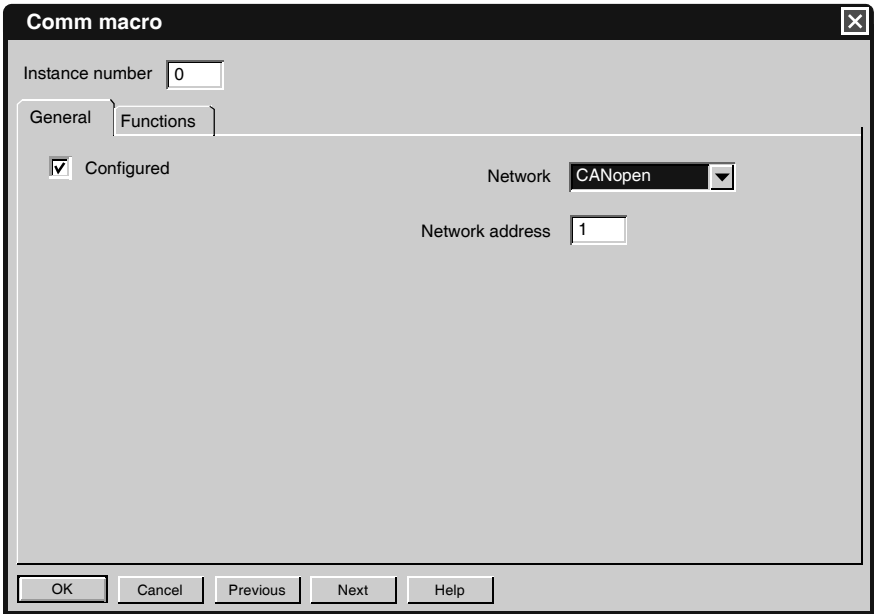 Comm macro
Instance number 0
General Functions
Configured
Network CANopen
Network address 1
OK Cancel Previous Next Help